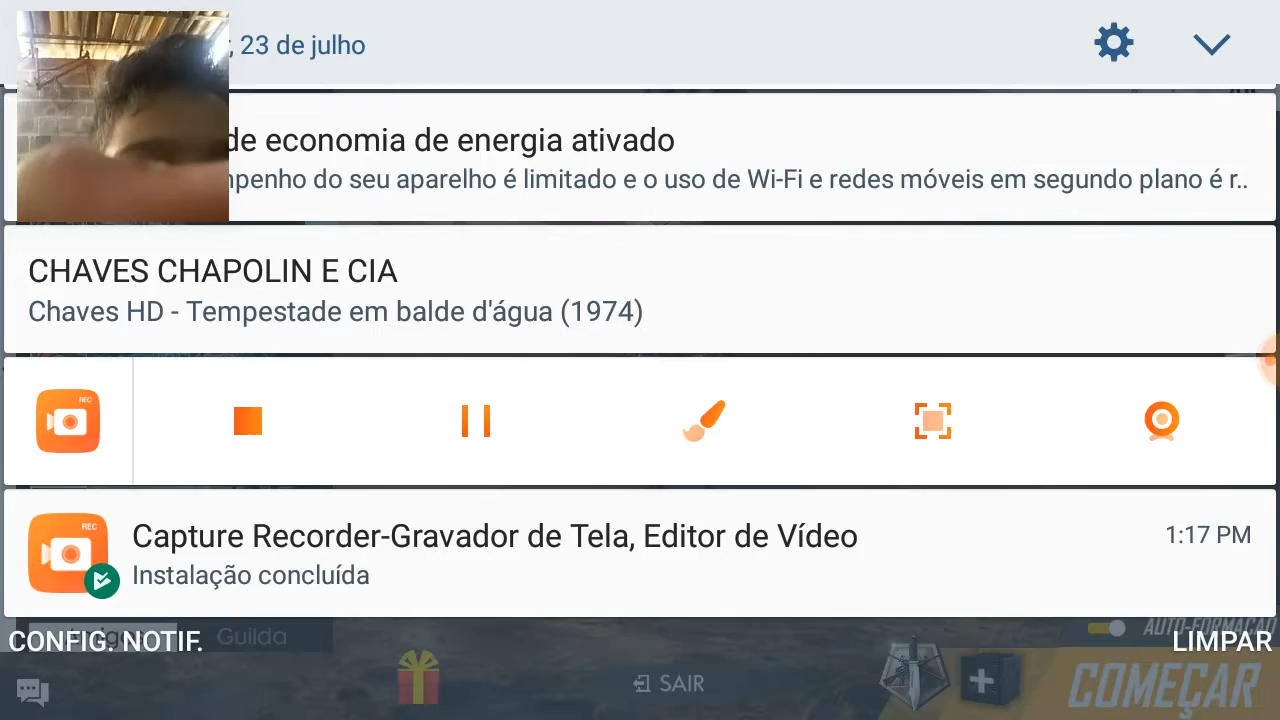 , 23 de julho
de economia de energia ativado
penho do seu aparelho é limitado e o uso de Wi-Fi e redes móveis em segundo plano é r..
CHAVES CHAPOLIN E CIA
Chaves HD - Tempestade em balde d'água (1974)
REC
REC
Capture Recorder-Gravador de Tela, Editor de Vídeo
1:17 PM
Instalação concluída
CONFIG. NOTIF.
Guilda
AUTO-FORMAÇÃO
LIMPAR
SAIR
COMEÇAR